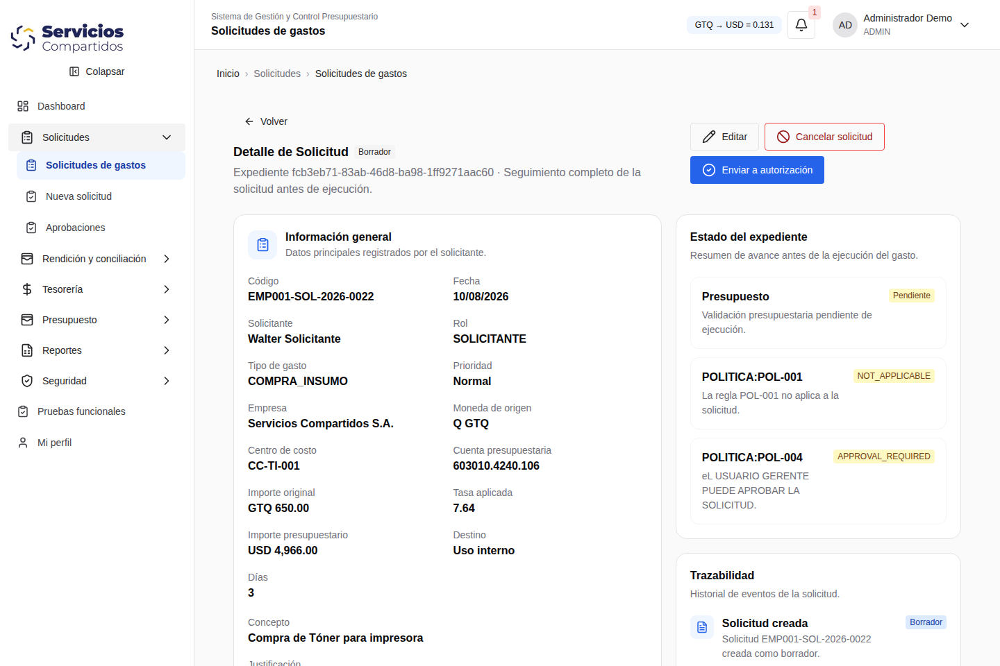 Servicios
Compartidos
Colapsar
Dashboard
Solicitudes
Solicitudes de gastos
Nueva solicitud
Aprobaciones
Rendición y conciliación
Tesorería
Presupuesto
Reportes
Seguridad
Pruebas funcionales
Mi perfil
Sistema de Gestión y Control Presupuestario
Solicitudes de gastos
GTQ → USD = 0.131
1
AD
Administrador Demo
ADMIN
Inicio › Solicitudes › Solicitudes de gastos
Volver
Detalle de Solicitud Borrador
Expediente fcb3eb71-83ab-46d8-ba98-1ff9271aac60 · Seguimiento completo de la
solicitud antes de ejecución.
Editar
Cancelar solicitud
Enviar a autorización
Información general
Datos principales registrados por el solicitante.
Código
EMP001-SOL-2026-0022
Fecha
10/08/2026
Solicitante
Walter Solicitante
Rol
SOLICITANTE
Tipo de gasto
COMPRA_INSUMO
Prioridad
Normal
Empresa
Servicios Compartidos S.A.
Moneda de origen
Q GTQ
Centro de costo
CC-TI-001
Cuenta presupuestaria
603010.4240.106
Importe original
GTQ 650.00
Tasa aplicada
7.64
Importe presupuestario
USD 4,966.00
Destino
Uso interno
Días
3
Concepto
Compra de Tóner para impresora
Justificación
Estado del expediente
Resumen de avance antes de la ejecución del gasto.
Presupuesto
Pendiente
Validación presupuestaria pendiente de
ejecución.
POLITICA:POL-001
NOT_APPLICABLE
La regla POL-001 no aplica a la
solicitud.
POLITICA:POL-004
APPROVAL_REQUIRED
eL USUARIO GERENTE
PUEDE APROBAR LA
SOLICITUD.
Trazabilidad
Historial de eventos de la solicitud.
Solicitud creada
Borrador
Solicitud EMP001-SOL-2026-0022
creada como borrador.